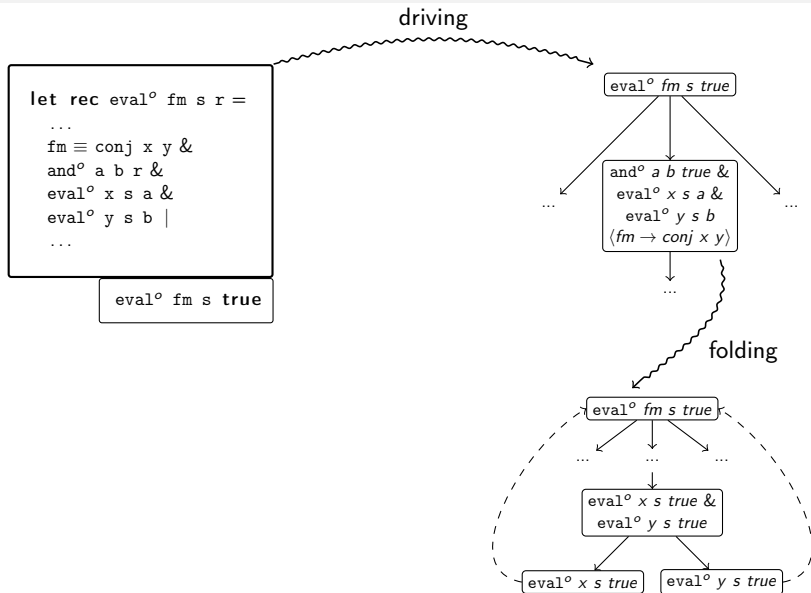 driving
let rec evalᵒ fm s r =
...
fm ≡ conj x y &
andᵒ a b r &
evalᵒ x s a &
evalᵒ y s b |
...
evalᵒ fm s true
evalᵒ fm s true
andᵒ a b true &
evalᵒ x s a &
evalᵒ y s b
⟨fm → conj x y⟩
... ...
...
folding
evalᵒ fm s true
... ... ...
evalᵒ x s true &
evalᵒ y s true
evalᵒ x s true evalᵒ y s true